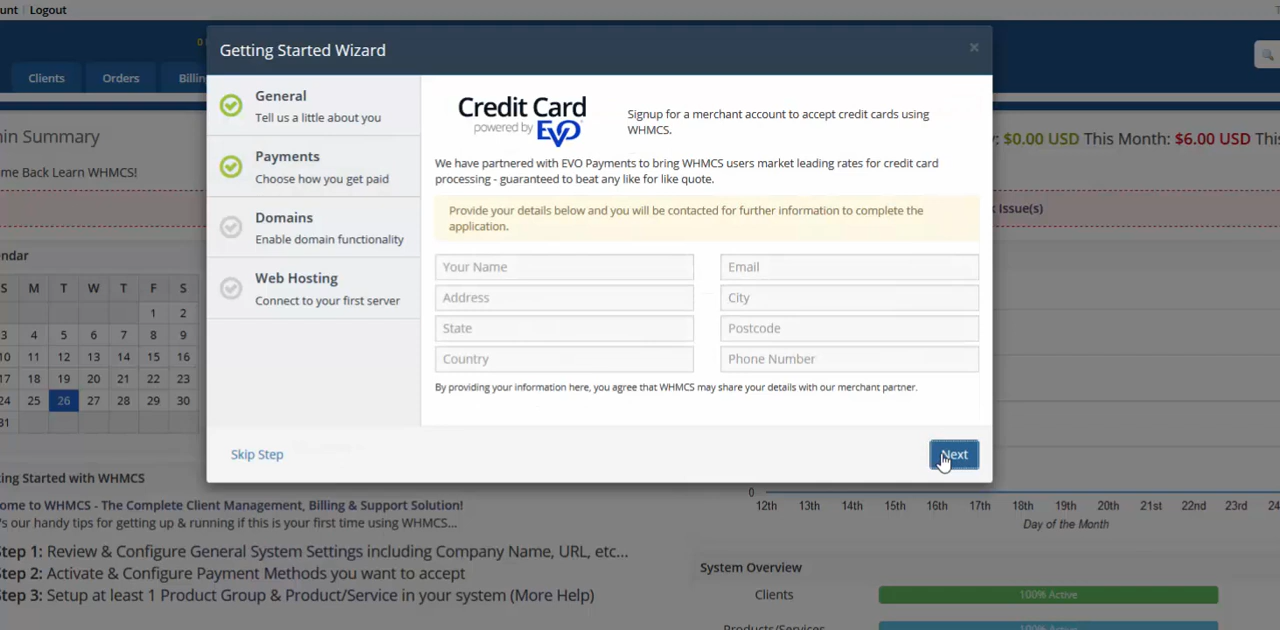 Logout
Clients
Orders
Getting Started Wizard
×
General
Tell us a little about you
Payments
Choose how you get paid
Domains
Enable domain functionality
Web Hosting
Connect to your first server
Credit Card
powered by EVO
Signup for a merchant account to accept credit cards using
WHMCS.
We have partnered with EVO Payments to bring WHMCS users market leading rates for credit card
processing - guaranteed to beat any like for like quote.
Provide your details below and you will be contacted for further information to complete the
application.
Your Name
Email
Address
City
State
Postcode
Country
Phone Number
By providing your information here, you agree that WHMCS may share your details with our merchant partner.
Skip Step
Next
Summary
Back Learn WHMCS!
$0.00 USD This Month: $6.00 USD
Issue(s)
S M T W T F S
1 2
3 4 5 6 7 8 9
10 11 12 13 14 15 16
17 18 19 20 21 22 23
24 25 26 27 28 29 30
31
Started with WHMCS
to WHMCS - The Complete Client Management, Billing & Support Solution!
our handy tips for getting up & running if this is your first time using WHMCS...
Step 1: Review & Configure General System Settings including Company Name, URL, etc...
Step 2: Activate & Configure Payment Methods you want to accept
Step 3: Setup at least 1 Product Group & Product/Service in your system (More Help)
0
12th 13th 14th 15th 16th 17th 18th 19th 20th 21st 22nd 23rd
Day of the Month
System Overview
Clients
100% Active
Products/Services
100% Active